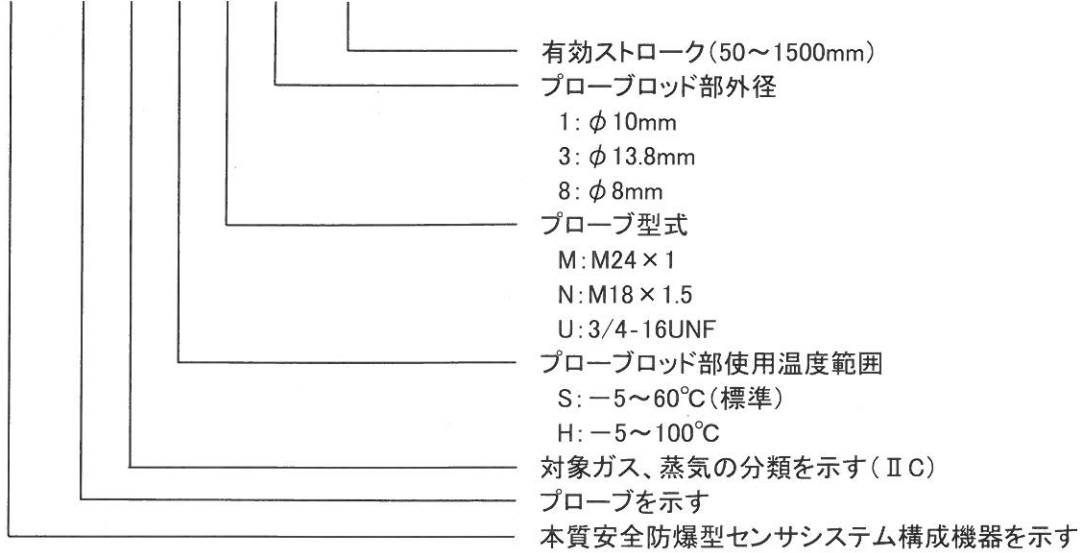 有効ストローク(50～1500mm)
プローブロッド部外径
1:φ10mm
3:φ13.8mm
8:φ8mm
プローブ型式
M:M24×1
N:M18×1.5
U:3/4-16UNF
プローブロッド部使用温度範囲
S:－5～60℃(標準)
H:－5～100℃
対象ガス、蒸気の分類を示す(ⅡC)
プローブを示す
本質安全防爆型センサシステム構成機器を示す